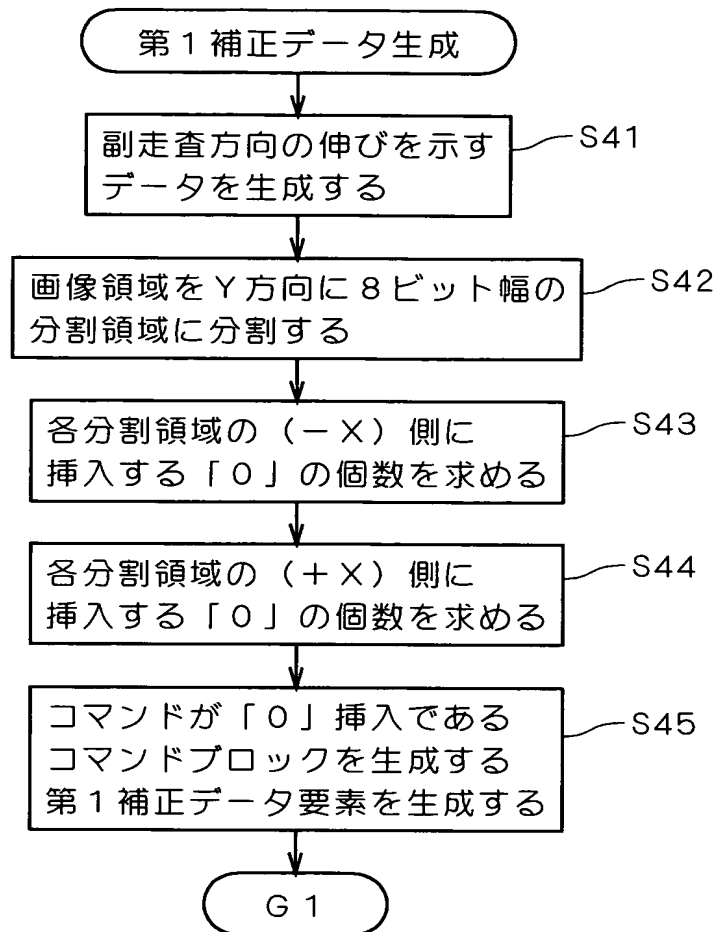 第１補正データ生成
副走査方向の伸びを示す
データを生成する
S41
画像領域をＹ方向に８ビット幅の
分割領域に分割する
S42
各分割領域の（－Ｘ）側に
挿入する「０」の個数を求める
S43
各分割領域の（＋Ｘ）側に
挿入する「０」の個数を求める
S44
コマンドが「０」挿入である
コマンドブロックを生成する
第１補正データ要素を生成する
S45
Ｇ１